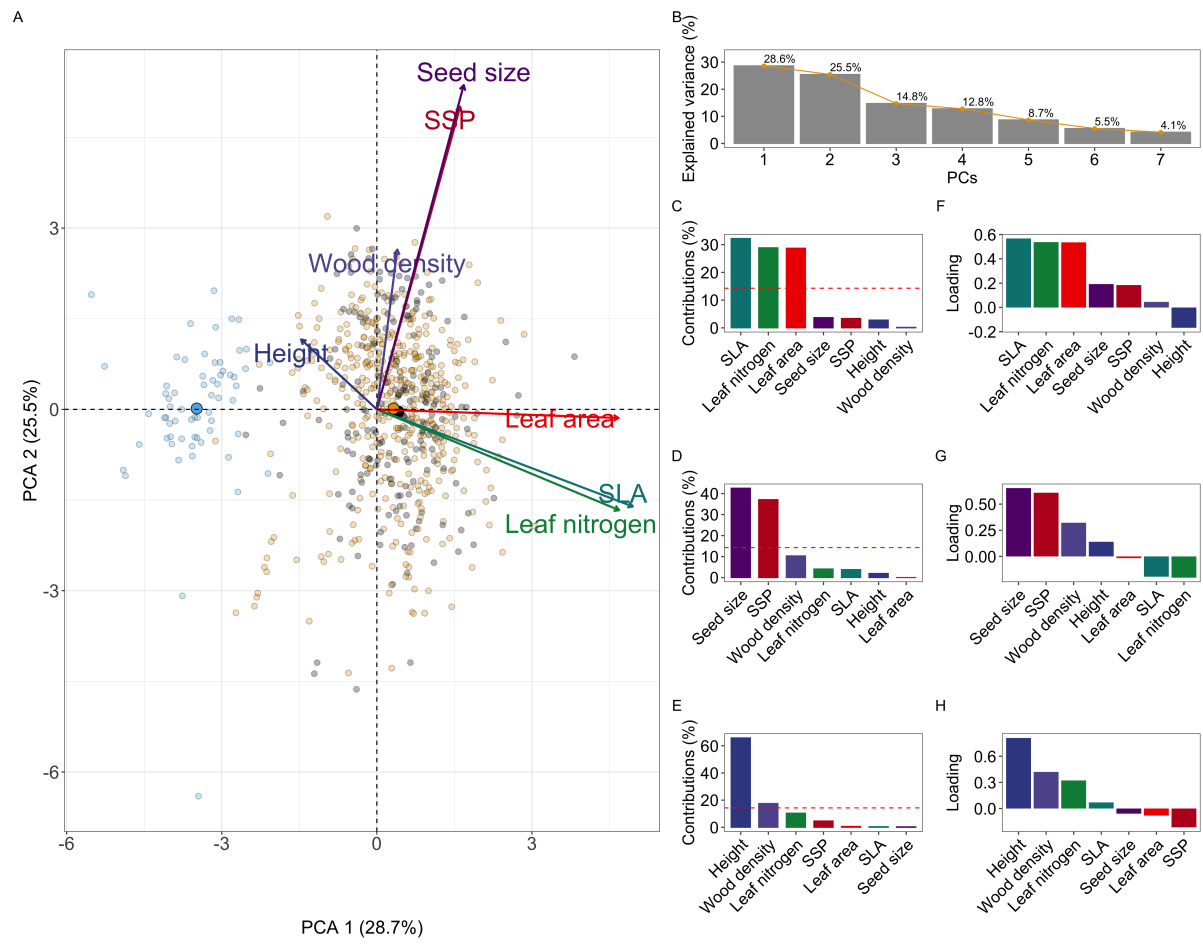 A
Seed size
SSP
Wood density
Height
Leaf area
SLA
Leaf nitrogen
3
0
-3
-6
-6
-3
0
3
PCA 2 (25.5%)
PCA 1 (28.7%)
B
Explained variance (%)
30
20
10
0
28.6%
25.5%
14.8%
12.8%
8.7%
5.5%
4.1%
1
2
3
4
5
6
7
PCs
C
Contributions (%)
30
20
10
0
SLA
Leaf nitrogen
Leaf area
Seed size
SSP
Height
Wood density
F
Loading
0.6
0.4
0.2
0.0
-0.2
SLA
Leaf nitrogen
Leaf area
Seed size
SSP
Wood density
Height
D
Contributions (%)
40
30
20
10
0
Seed size
SSP
Wood density
Leaf nitrogen
SLA
Height
Leaf area
G
Loading
0.50
0.25
0.00
Seed size
SSP
Wood density
Height
Leaf area
SLA
Leaf nitrogen
E
Contributions (%)
60
40
20
0
Height
Wood density
Leaf nitrogen
SSP
Leaf area
SLA
Seed size
H
Loading
0.6
0.3
0.0
Height
Wood density
Leaf nitrogen
SLA
Seed size
Leaf area
SSP